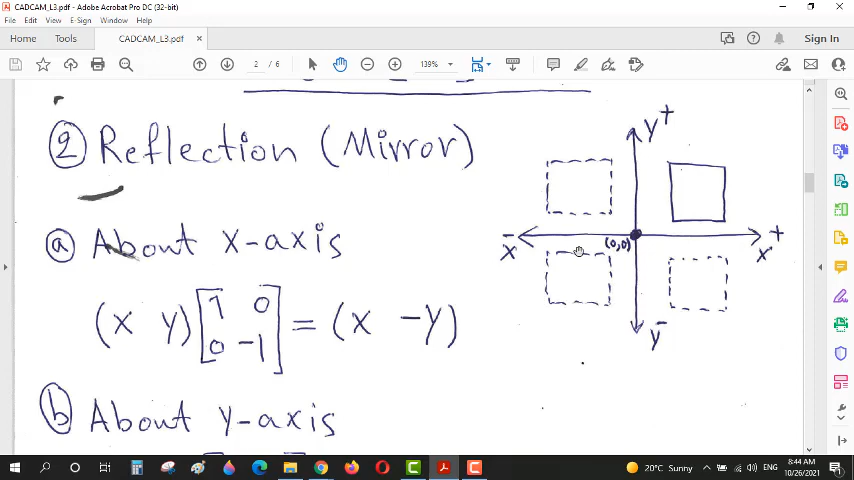 CADCAM_L3.pdf - Adobe Acrobat Pro DC (32-bit)
File Edit View E-Sign Window Help
Home Tools CADCAM_L3.pdf × Sign In
2 / 6 139%
② Reflection (Mirror)
ⓐ About X-axis
(X Y) [1 0
0 -1] = (X -Y)
ⓑ About y-axis
y+
(0,0)
-
X
+
X
y-
20°C Sunny ENG 8:44 AM
10/26/2021